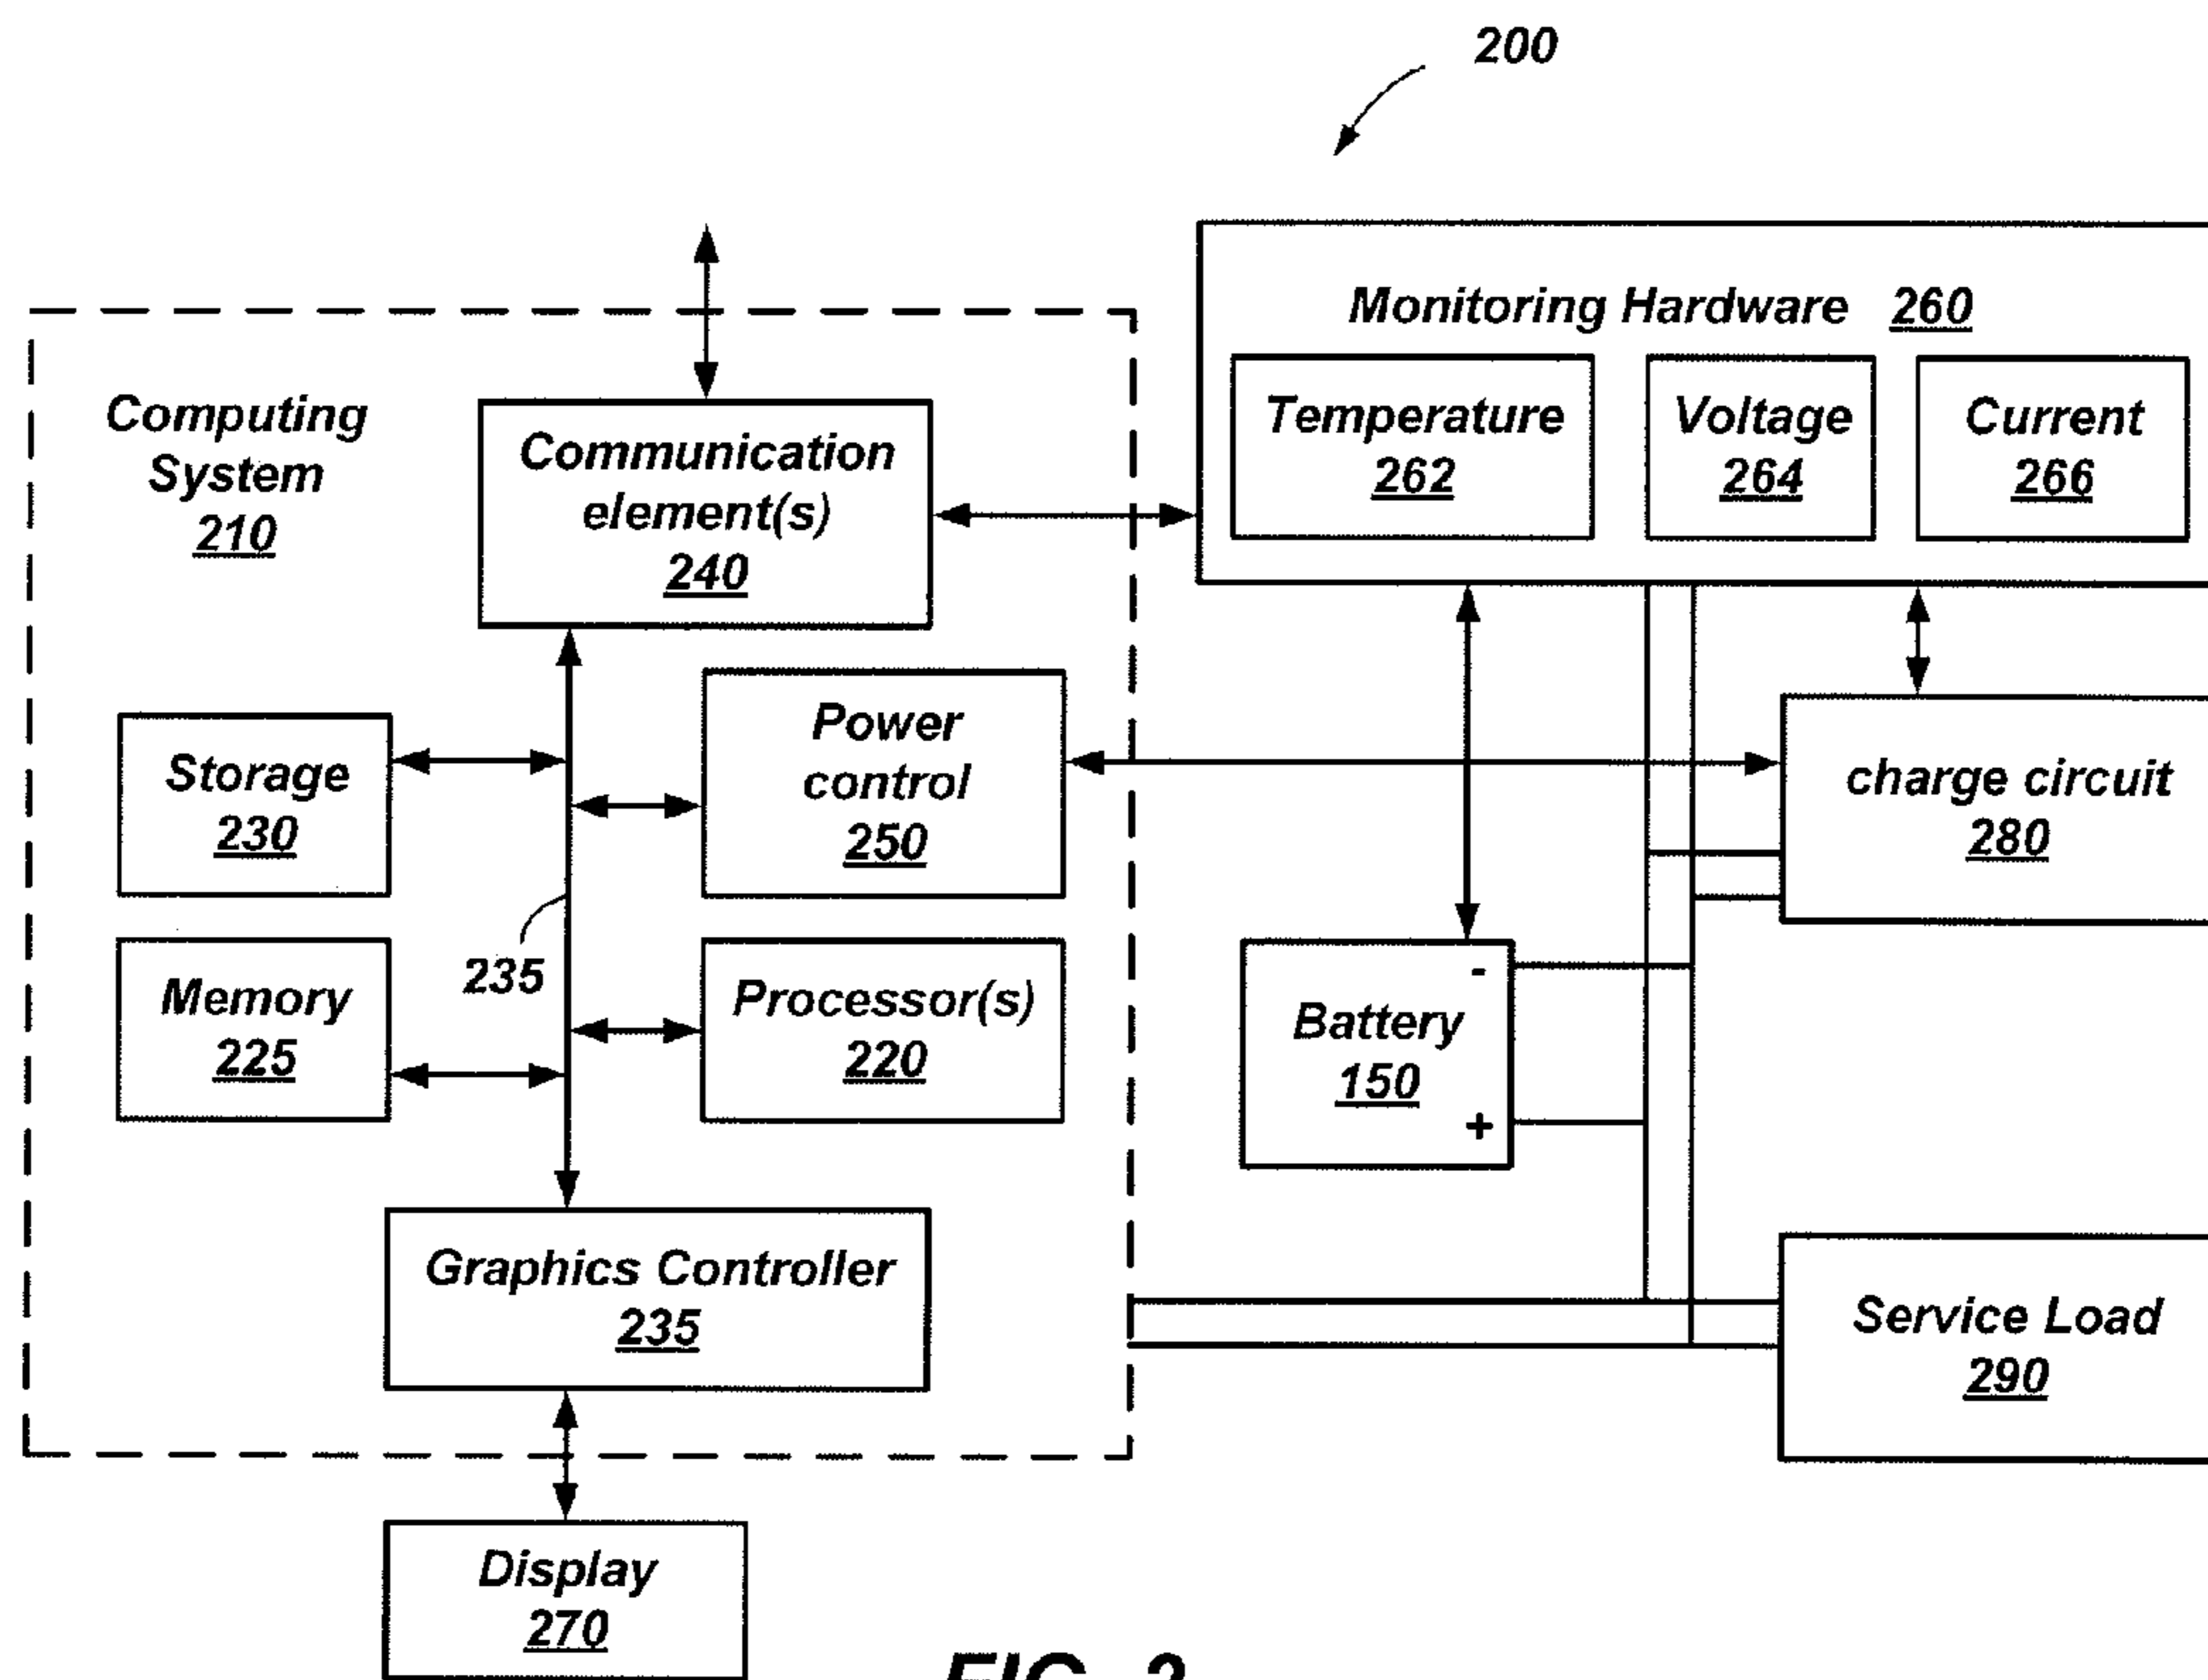 200
Monitoring Hardware 260
Temperature
262
Voltage
264
Current
266
Computing
System
210
Communication
element(s)
240
Storage
230
Power
control
250
charge circuit
280
235
Memory
225
Processor(s)
220
Battery
150
-
+
Graphics Controller
235
Service Load
290
Display
270
FIG. 2